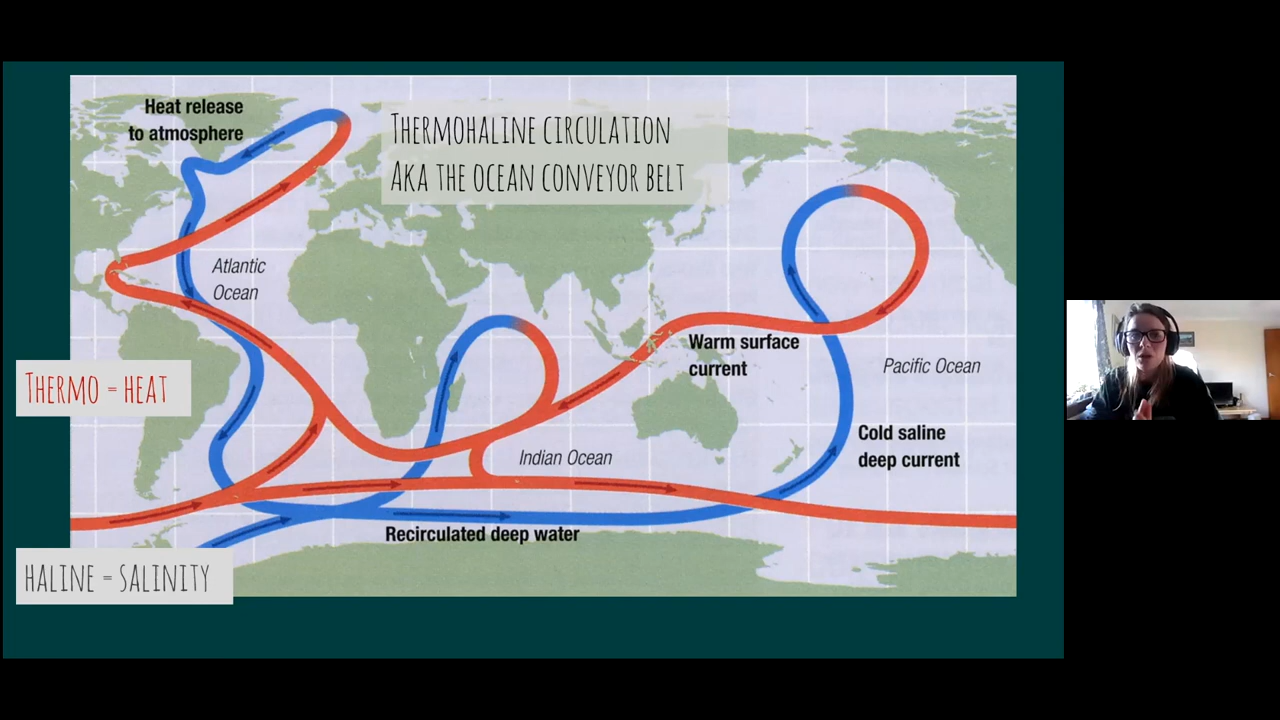 Heat release
to atmosphere
THERMOHALINE CIRCULATION
AKA THE OCEAN CONVEYOR BELT
Atlantic
Ocean
Warm surface
current
Pacific Ocean
THERMO = HEAT
Cold saline
deep current
Indian Ocean
Recirculated deep water
HALINE = SALINITY